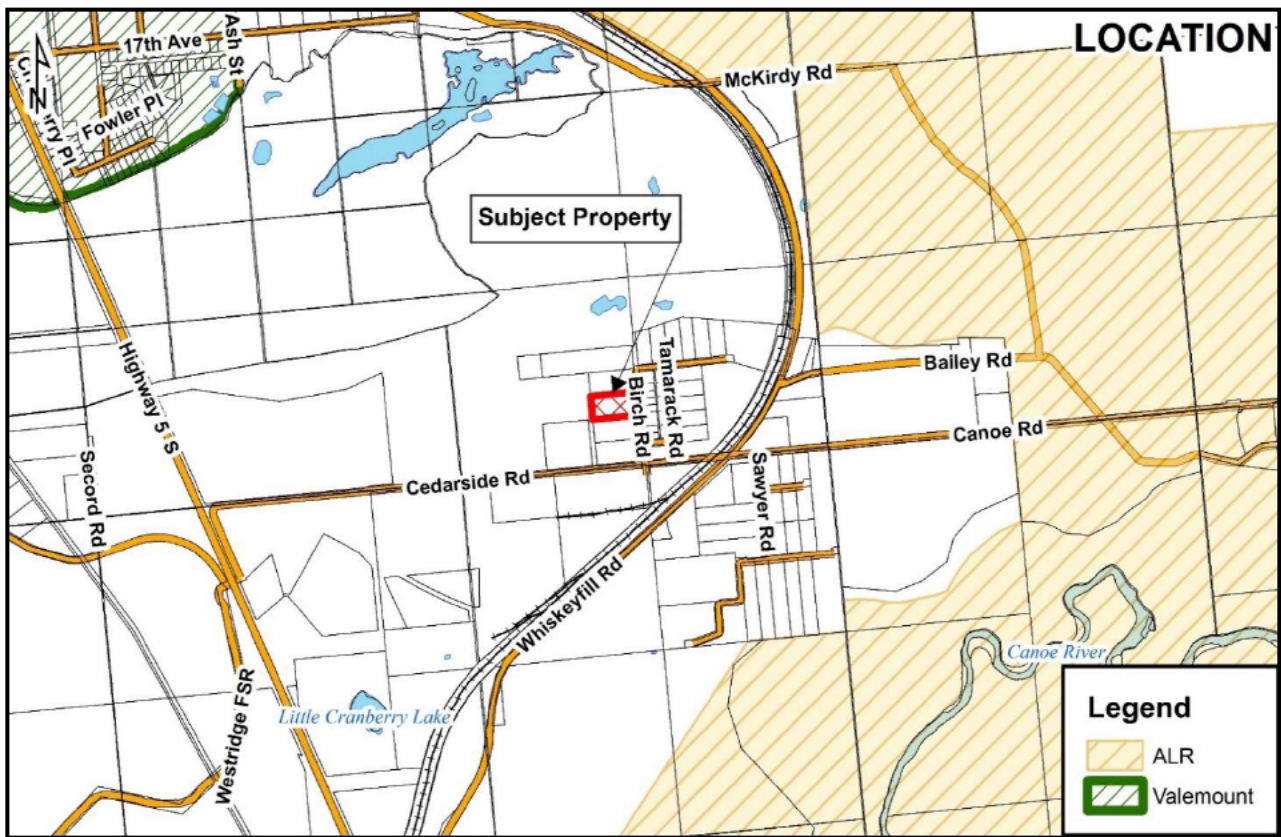 LOCATION
17th Ave
Ash St
N
Fowler Pl
McKirdy Rd
Subject Property
Highway 5 S
Tamarack Rd
Birch Rd
Bailey Rd
Canoe Rd
Cedarside Rd
Secord Rd
Sawyer Rd
Whiskeyfill Rd
Westridge FSR
Little Cranberry Lake
Canoe River
Legend
ALR
Valemount